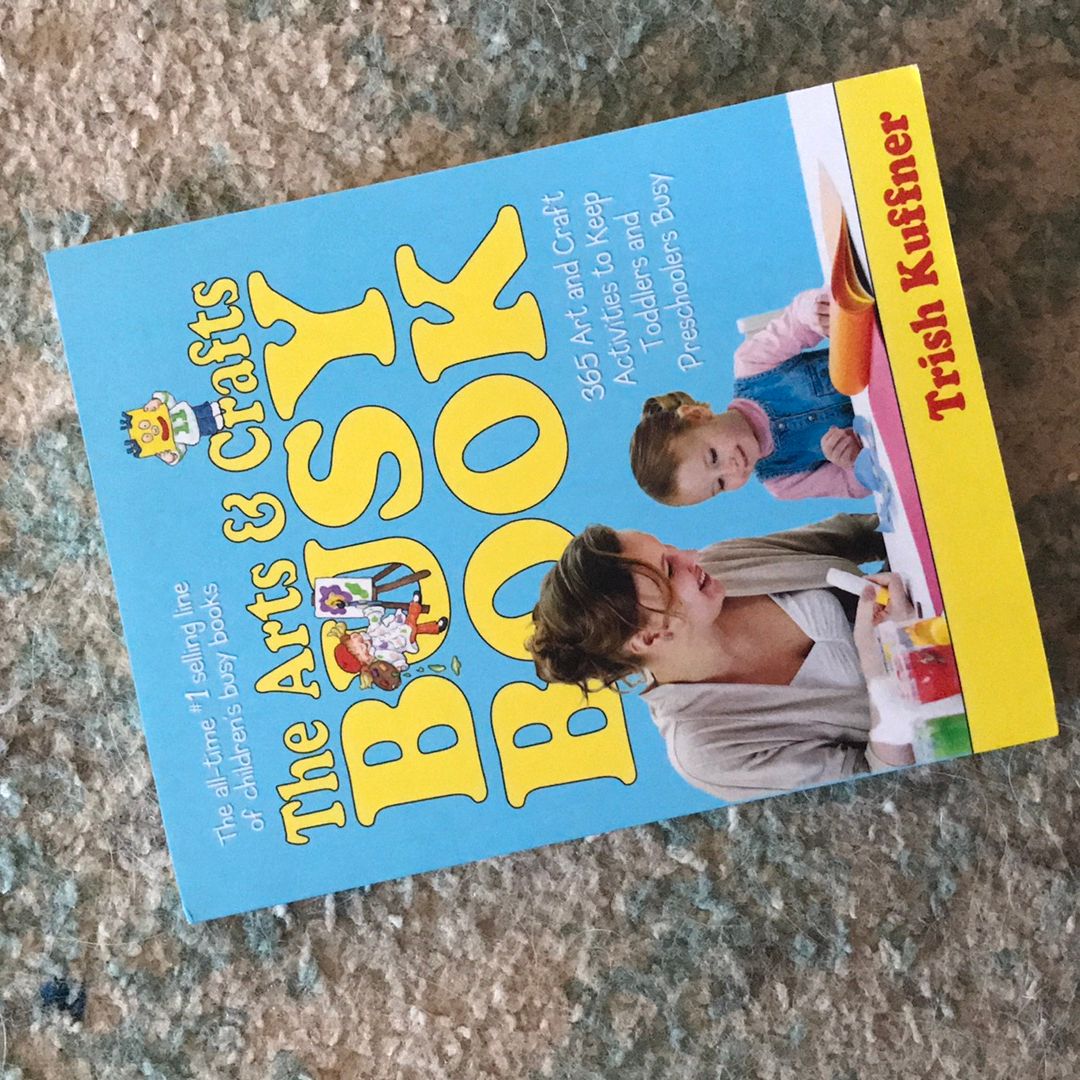 The all-time #1 selling line
of children's busy books
The Arts & Crafts
BUSY
BOOK
365 Art and Craft
Activities to Keep
Toddlers and
Preschoolers Busy
Trish Kuffner